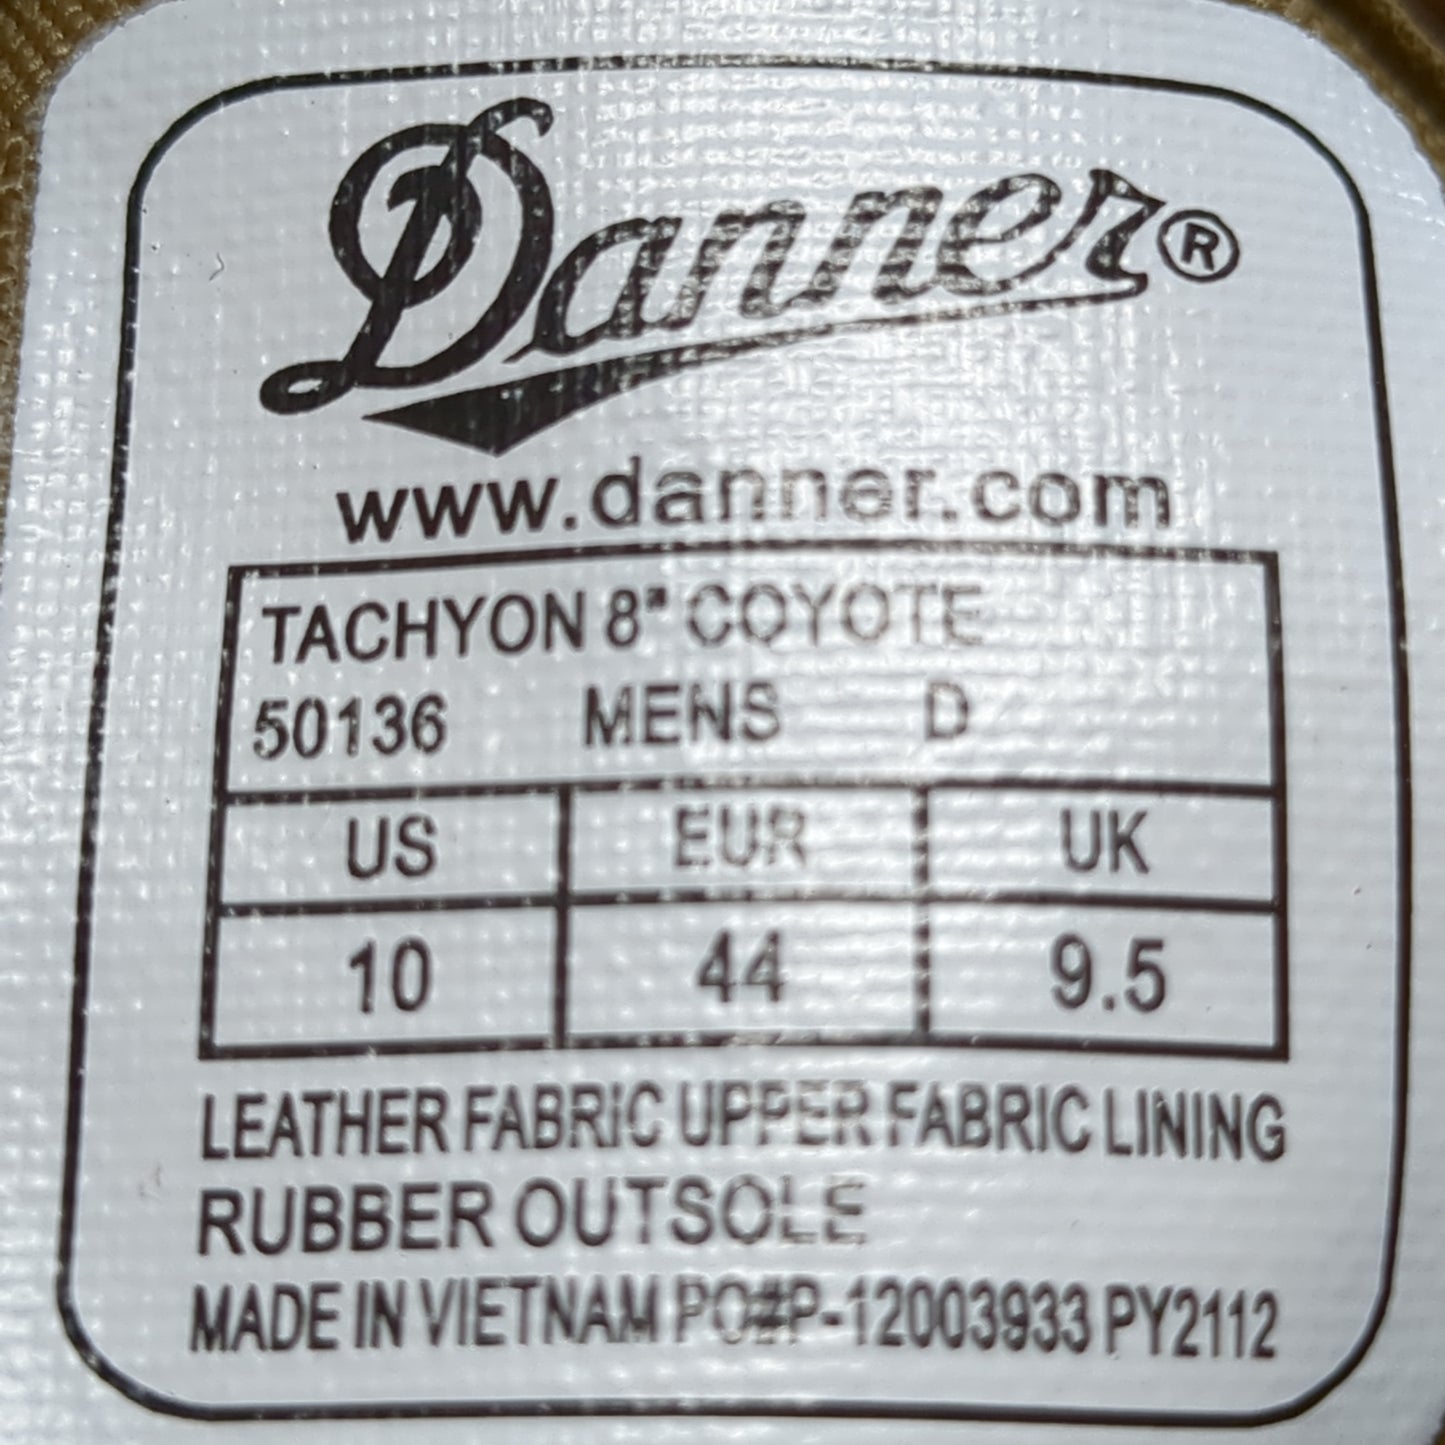 Danner®
www.danner.com
TACHYON 8" COYOTE
50136 MENS D
US EUR UK
10 44 9.5
LEATHER FABRIC UPPER FABRIC LINING
RUBBER OUTSOLE
MADE IN VIETNAM PO#P-12003933 PY2112